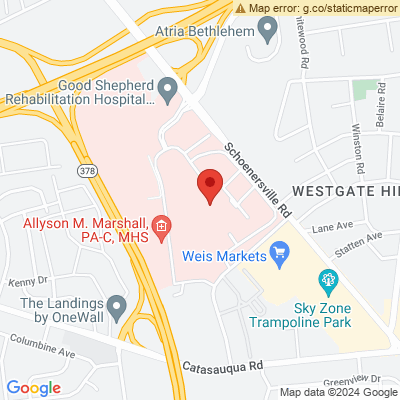 Map error: g.co/staticmaperror
Atria Bethlehem
itewood Rd
Good Shepherd
Rehabilitation Hospital...
Belaire Rd
Winston Rd
Schoenersville Rd
378
WESTGATE HI
Allyson M. Marshall,
PA-C, MHS
Lane Ave
Statten Ave
Weis Markets
Kenny Dr
The Landings
by OneWall
Sky Zone
Trampoline Park
Columbine Ave
Catasauqua Rd
Greenview Dr
Google
Map data ©2024 Google